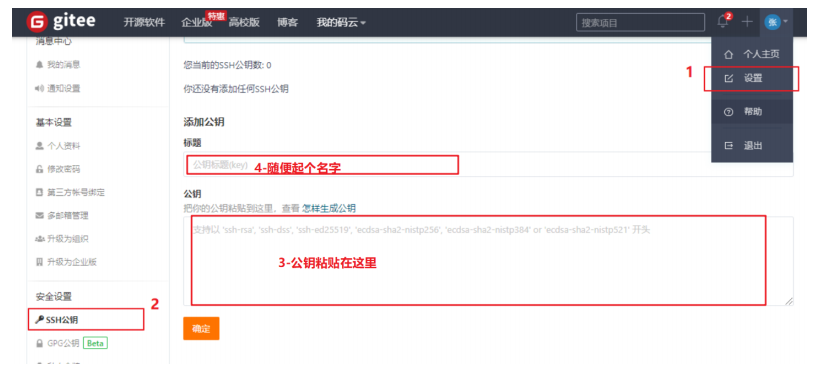 gitee 开源软件 企业版 特惠 高校版 博客 我的码云 搜索项目 2 张
消息中心
个人主页
我的消息
您当前的SSH公钥数: 0
1
设置
通知设置
你还没有添加任何SSH公钥
帮助
基本设置
添加公钥
个人资料
标题
退出
修改密码
公钥标题(key)
4-随便起个名字
第三方帐号绑定
公钥
多邮箱管理
把你的公钥粘贴到这里，查看 怎样生成公钥
升级为组织
支持以 'ssh-rsa', 'ssh-dss', 'ssh-ed25519', 'ecdsa-sha2-nistp256', 'ecdsa-sha2-nistp384' or 'ecdsa-sha2-nistp521' 开头
升级为企业版
3-公钥粘贴在这里
安全设置
2
SSH公钥
确定
GPG公钥 Beta